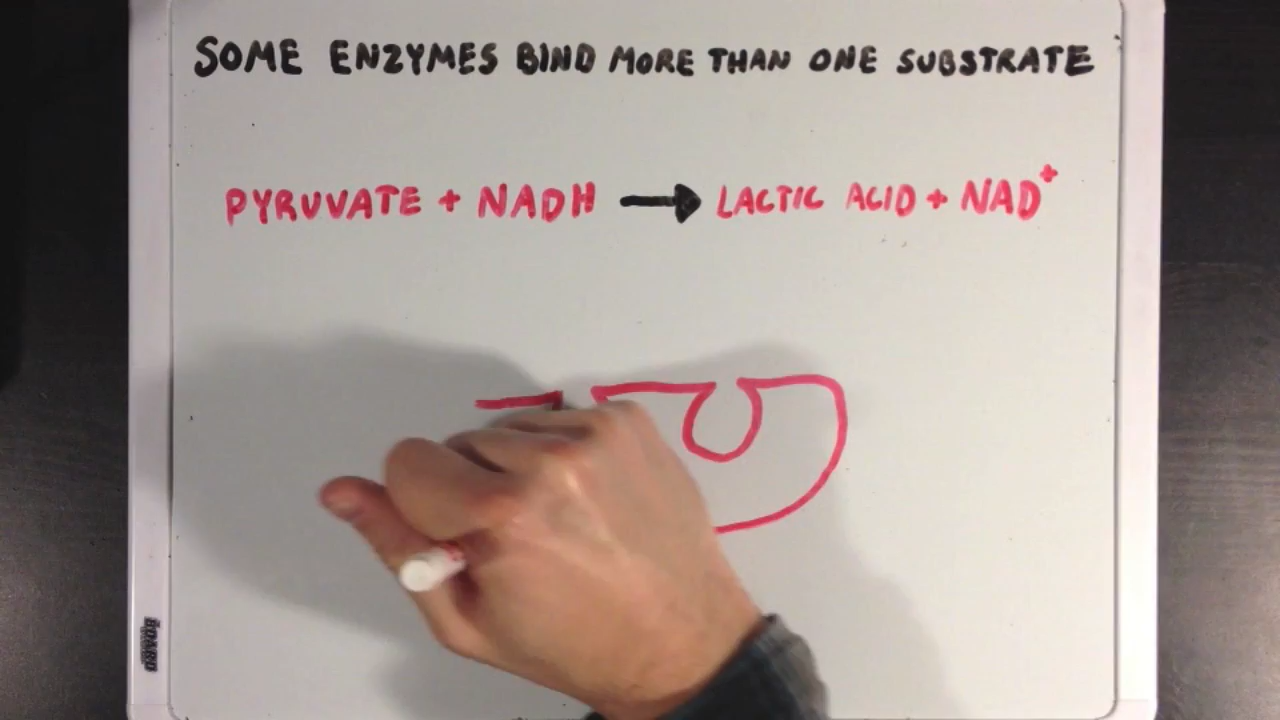 SOME ENZYMES BIND MORE THAN ONE SUBSTRATE
PYRUVATE + NADH → LACTIC ACID + NAD⁺